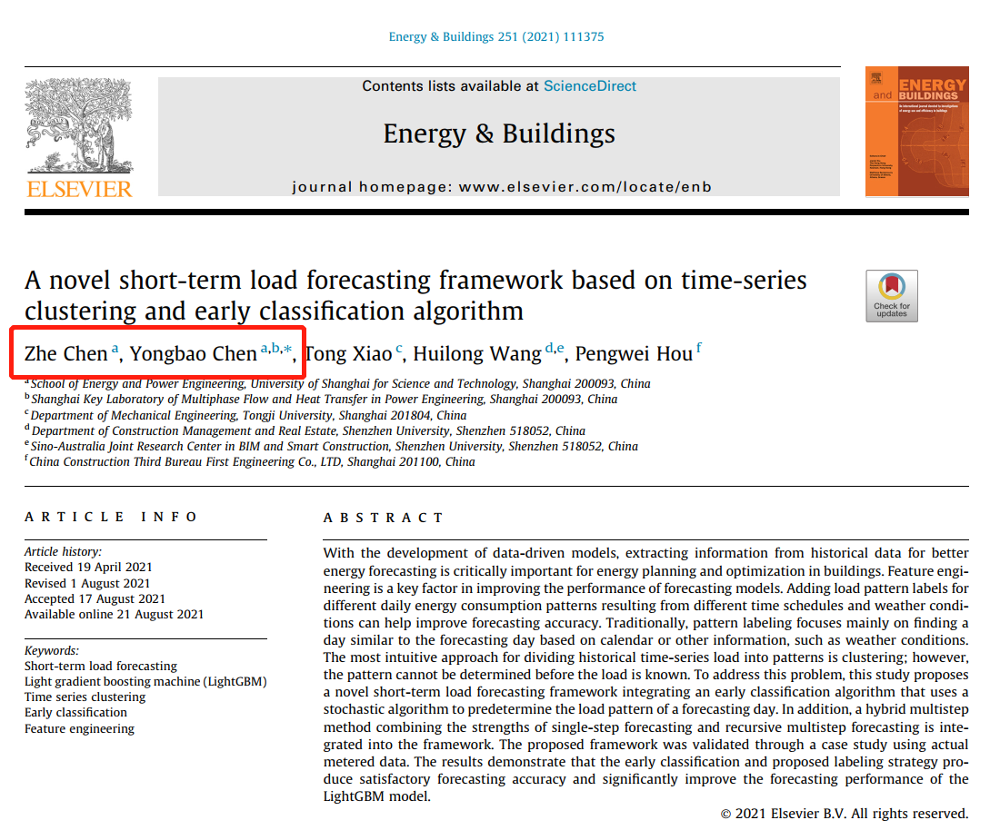 Energy & Buildings 251 (2021) 111375
Contents lists available at ScienceDirect
Energy & Buildings
journal homepage: www.elsevier.com/locate/enb
ELSEVIER
ENERGY
and BUILDINGS
A novel short-term load forecasting framework based on time-series
clustering and early classification algorithm
Check for
updates
Zhe Chen a, Yongbao Chen a,b,*, Tong Xiao c, Huilong Wang d,e, Pengwei Hou f
a School of Energy and Power Engineering, University of Shanghai for Science and Technology, Shanghai 200093, China
b Shanghai Key Laboratory of Multiphase Flow and Heat Transfer in Power Engineering, Shanghai 200093, China
c Department of Mechanical Engineering, Tongji University, Shanghai 201804, China
d Department of Construction Management and Real Estate, Shenzhen University, Shenzhen 518052, China
e Sino-Australia Joint Research Center in BIM and Smart Construction, Shenzhen University, Shenzhen 518052, China
f China Construction Third Bureau First Engineering Co., LTD, Shanghai 201100, China
ARTICLE INFO
Article history:
Received 19 April 2021
Revised 1 August 2021
Accepted 17 August 2021
Available online 21 August 2021
Keywords:
Short-term load forecasting
Light gradient boosting machine (LightGBM)
Time series clustering
Early classification
Feature engineering
ABSTRACT
With the development of data-driven models, extracting information from historical data for better
energy forecasting is critically important for energy planning and optimization in buildings. Feature engi-
neering is a key factor in improving the performance of forecasting models. Adding load pattern labels for
different daily energy consumption patterns resulting from different time schedules and weather condi-
tions can help improve forecasting accuracy. Traditionally, pattern labeling focuses mainly on finding a
day similar to the forecasting day based on calendar or other information, such as weather conditions.
The most intuitive approach for dividing historical time-series load into patterns is clustering; however,
the pattern cannot be determined before the load is known. To address this problem, this study proposes
a novel short-term load forecasting framework integrating an early classification algorithm that uses a
stochastic algorithm to predetermine the load pattern of a forecasting day. In addition, a hybrid multistep
method combining the strengths of single-step forecasting and recursive multistep forecasting is inte-
grated into the framework. The proposed framework was validated through a case study using actual
metered data. The results demonstrate that the early classification and proposed labeling strategy pro-
duce satisfactory forecasting accuracy and significantly improve the forecasting performance of the
LightGBM model.
© 2021 Elsevier B.V. All rights reserved.